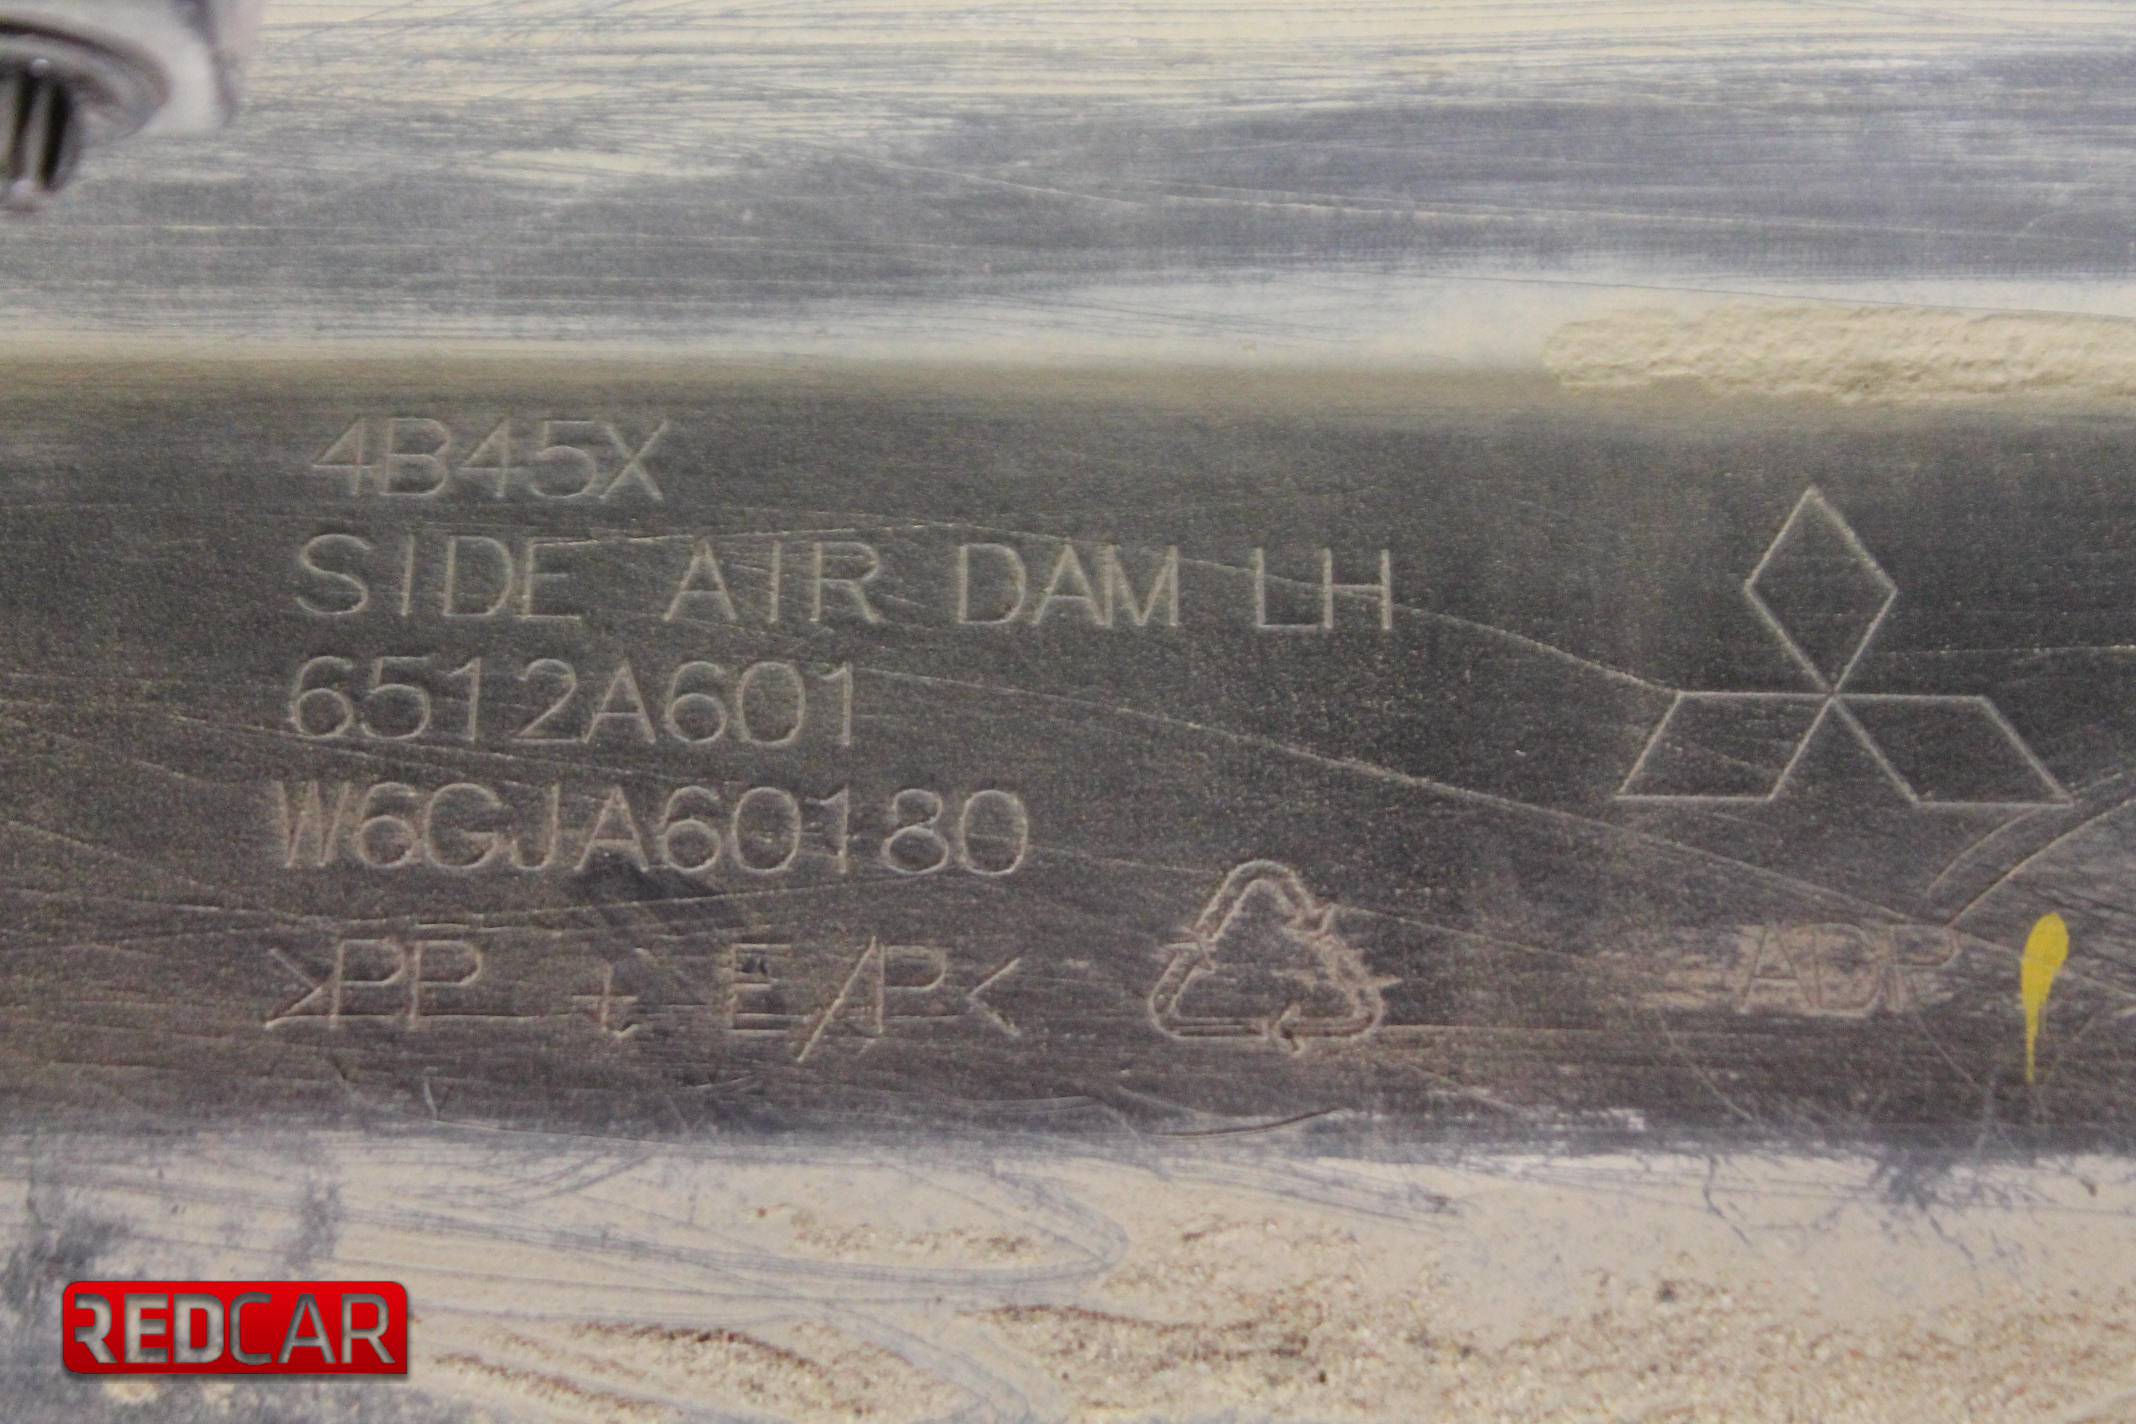 4B45X
SIDE AIR DAM LH
6512A601
W6GJA60180
>PP + E/P<
ADP
REDCAR